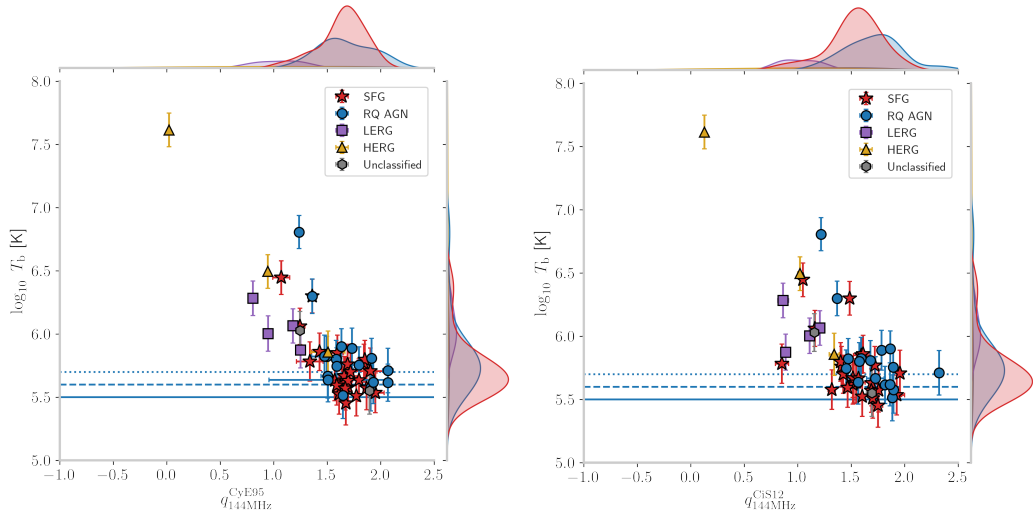 8.0
7.5
7.0
6.5
6.0
5.5
5.0
log₁₀ T_b [K]
SFG
RQ AGN
LERG
HERG
Unclassified
−1.0 −0.5 0.0 0.5 1.0 1.5 2.0 2.5
q_{144MHz}^{CyE95}
8.0
7.5
7.0
6.5
6.0
5.5
5.0
log₁₀ T_b [K]
SFG
RQ AGN
LERG
HERG
Unclassified
−1.0 −0.5 0.0 0.5 1.0 1.5 2.0 2.5
q_{144MHz}^{CiS12}